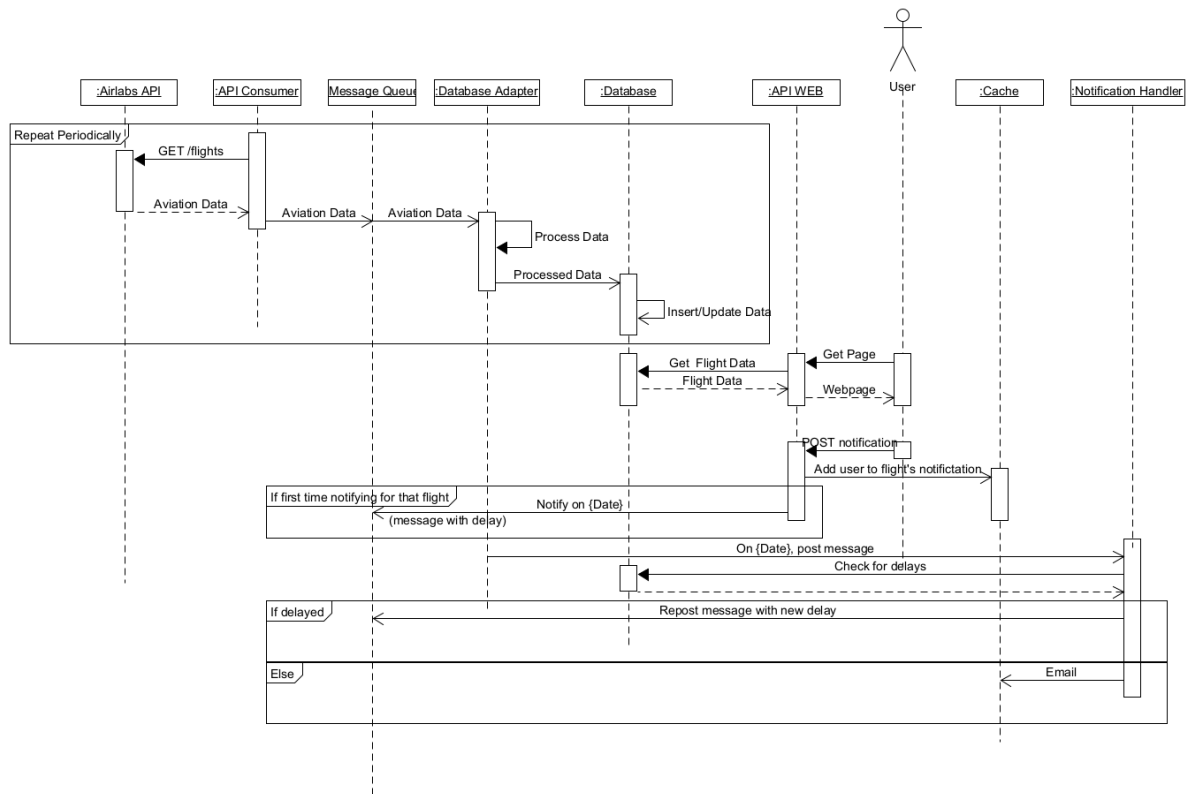 User
:Airlabs API
:API Consumer
Message Queue
:Database Adapter
:Database
:API WEB
:Cache
:Notification Handler
Repeat Periodically
GET /flights
Aviation Data
Aviation Data
Aviation Data
Process Data
Processed Data
Insert/Update Data
Get Page
Get  Flight Data
Flight Data
Webpage
POST notification
Add user to flight's notifictation
If first time notifying for that flight
Notify on {Date}
(message with delay)
On {Date}, post message
Check for delays
If delayed
Repost message with new delay
Else
Email